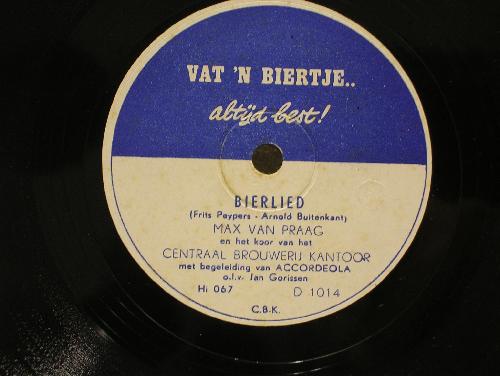 VAT 'N BIERTJE..
altijd best!
BIERLIED
(Frits Peypers - Arnold Buitenkant)
MAX VAN PRAAG
en het koor van het
CENTRAAL BROUWERIJ KANTOOR
met begeleiding van ACCORDEOLA
o.l.v. Jan Gorissen
Hi 067 D 1014
C.B.K.